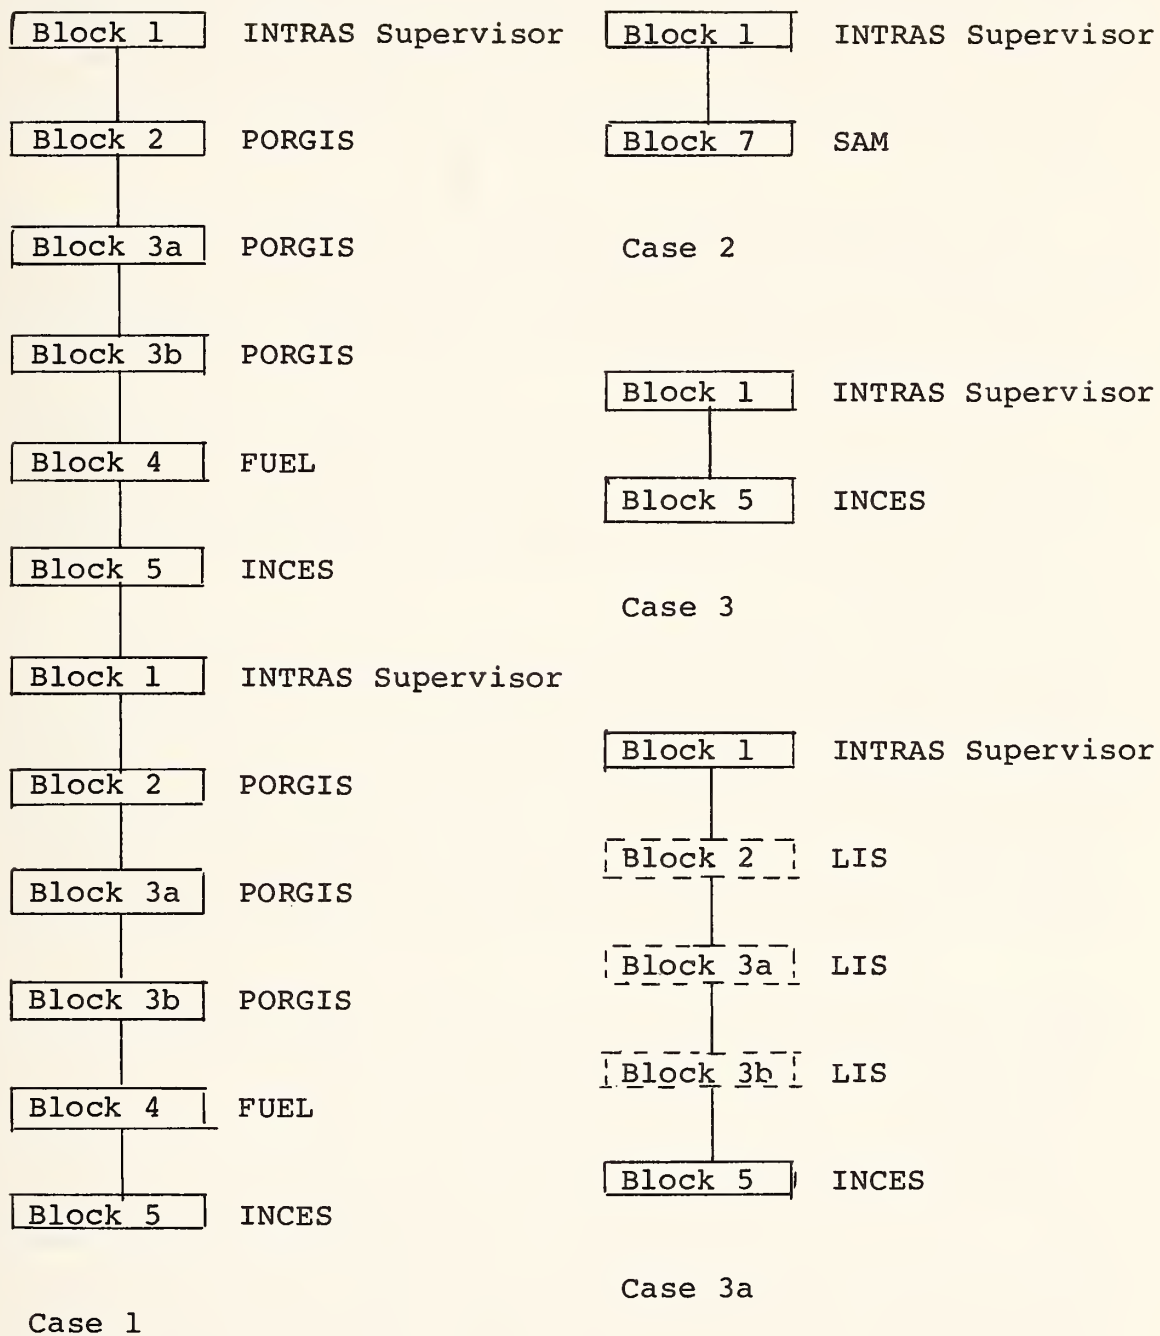 Block 1 INTRAS Supervisor
Block 2 PORGIS
Block 3a PORGIS
Block 3b PORGIS
Block 4 FUEL
Block 5 INCES
Block 1 INTRAS Supervisor
Block 2 PORGIS
Block 3a PORGIS
Block 3b PORGIS
Block 4 FUEL
Block 5 INCES
Case 1
Block 1 INTRAS Supervisor
Block 7 SAM
Case 2
Block 1 INTRAS Supervisor
Block 5 INCES
Case 3
Block 1 INTRAS Supervisor
Block 2 LIS
Block 3a LIS
Block 3b LIS
Block 5 INCES
Case 3a